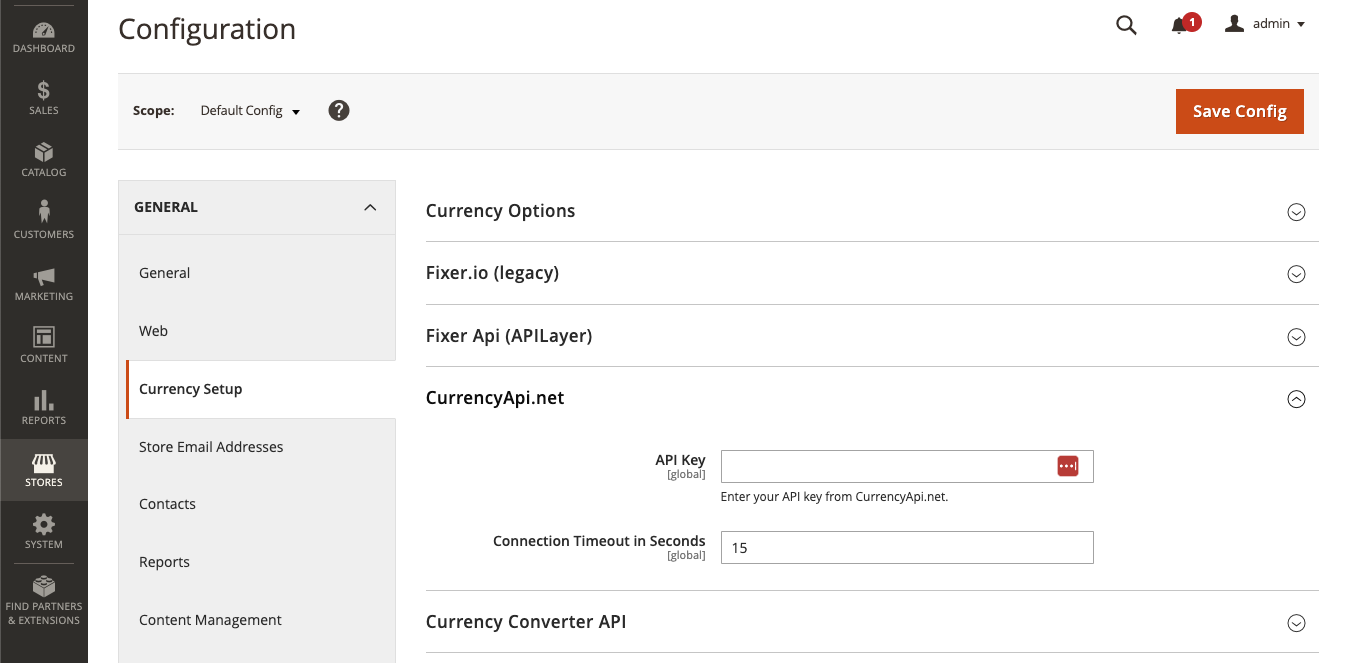 Configuration
1
admin
DASHBOARD
SALES
CATALOG
CUSTOMERS
MARKETING
CONTENT
REPORTS
STORES
SYSTEM
FIND PARTNERS
& EXTENSIONS
Scope:
Default Config
?
Save Config
GENERAL
General
Web
Currency Setup
Store Email Addresses
Contacts
Reports
Content Management
Currency Options
Fixer.io (legacy)
Fixer Api (APILayer)
CurrencyApi.net
API Key
[global]
Enter your API key from CurrencyApi.net.
Connection Timeout in Seconds
[global]
15
Currency Converter API